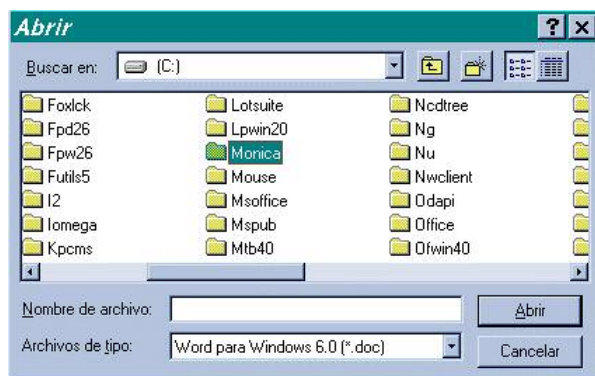 Abrir
Buscar en: (C:)
Foxlck Lotsuite Ncdtree
Fpd26 Lpwin20 Ng
Fpw26 Monica Nu
Futils5 Mouse Nwclient
I2 Msoffice Odapi
Iomega Mspub Office
Kpcms Mtb40 Ofwin40
Nombre de archivo: Abrir
Archivos de tipo: Word para Windows 6.0 (*.doc) Cancelar